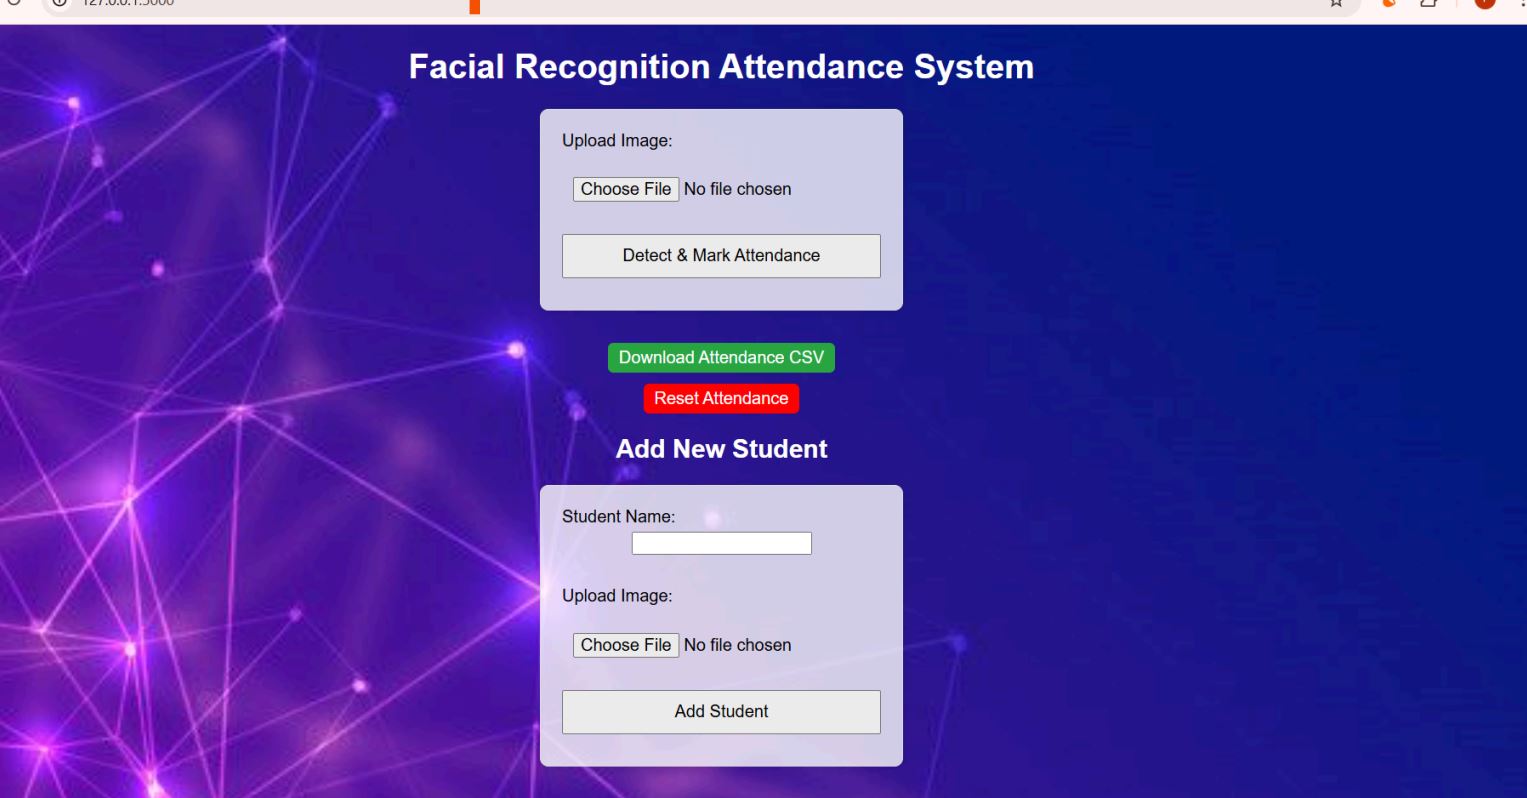 127.0.0.1:5000
Facial Recognition Attendance System
Upload Image:
Choose File No file chosen
Detect & Mark Attendance
Download Attendance CSV
Reset Attendance
Add New Student
Student Name:
Upload Image:
Choose File No file chosen
Add Student